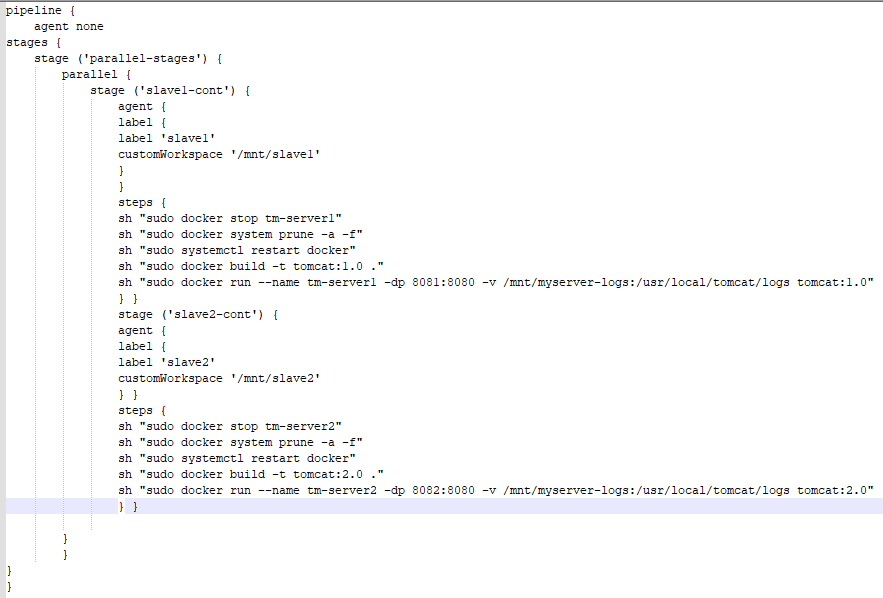 pipeline {
    agent none
stages {
    stage ('parallel-stages') {
        parallel {
            stage ('slave1-cont') {
                agent {
                label {
                label 'slave1'
                customWorkspace '/mnt/slave1'
                }
                }
                steps {
                sh "sudo docker stop tm-server1"
                sh "sudo docker system prune -a -f"
                sh "sudo systemctl restart docker"
                sh "sudo docker build -t tomcat:1.0 ."
                sh "sudo docker run --name tm-server1 -dp 8081:8080 -v /mnt/myserver-logs:/usr/local/tomcat/logs tomcat:1.0"
                } }
                stage ('slave2-cont') {
                agent {
                label {
                label 'slave2'
                customWorkspace '/mnt/slave2'
                } }
                steps {
                sh "sudo docker stop tm-server2"
                sh "sudo docker system prune -a -f"
                sh "sudo systemctl restart docker"
                sh "sudo docker build -t tomcat:2.0 ."
                sh "sudo docker run --name tm-server2 -dp 8082:8080 -v /mnt/myserver-logs:/usr/local/tomcat/logs tomcat:2.0"
                } }

        }
        }
}
}